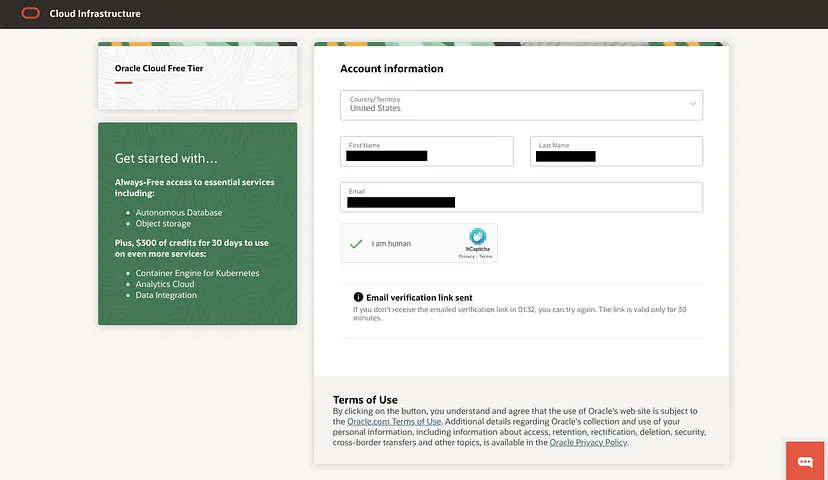 Cloud Infrastructure
Oracle Cloud Free Tier
Get started with...
Always-Free access to essential services
including:
Autonomous Database
Object storage
Plus, $300 of credits for 30 days to use
on even more services:
Container Engine for Kubernetes
Analytics Cloud
Data Integration
Account information
Country/Territory
United States
First Name
Last Name
Email
I am human
hCaptcha
Privacy - Terms
Email verification link sent
If you don't receive the emailed verification link in 01:32, you can try again. The link is valid only for 30
minutes.
Terms of Use
By clicking on the button, you understand and agree that the use of Oracle's web site is subject to
the Oracle.com Terms of Use. Additional details regarding Oracle's collection and use of your
personal information, including information about access, retention, rectification, deletion, security,
cross-border transfers and other topics, is available in the Oracle Privacy Policy.